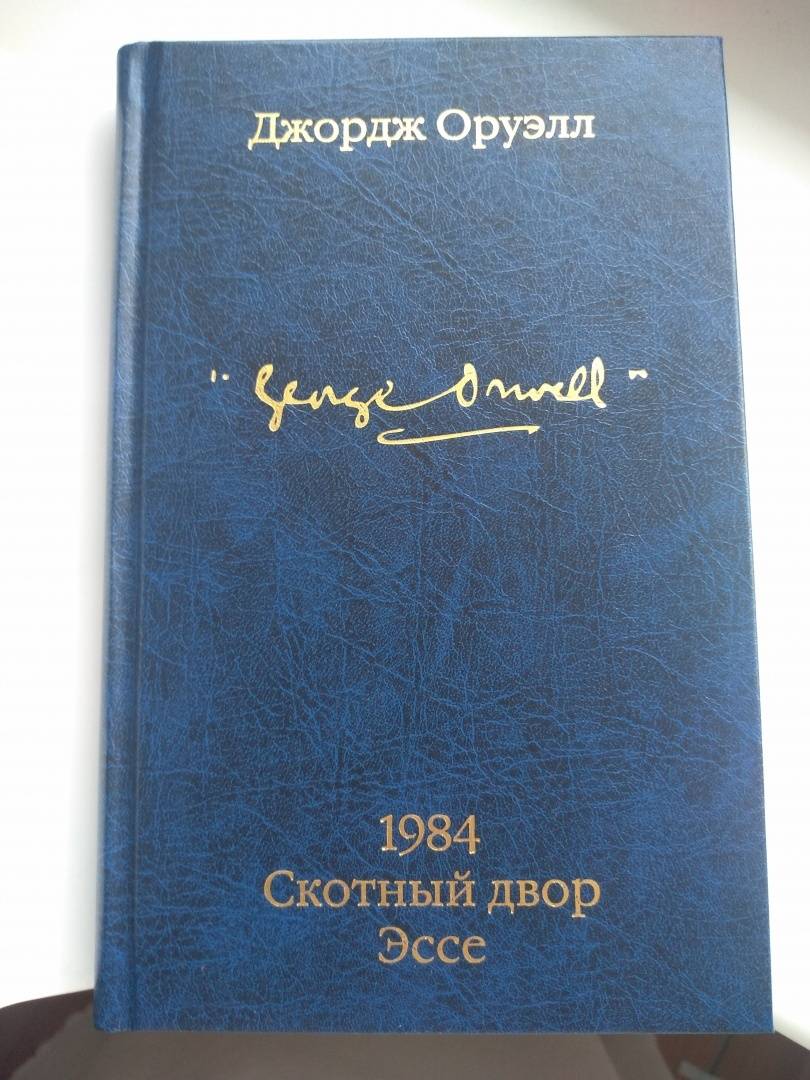 Джордж Оруэлл
"George Orwell"
1984
Скотный двор
Эссе